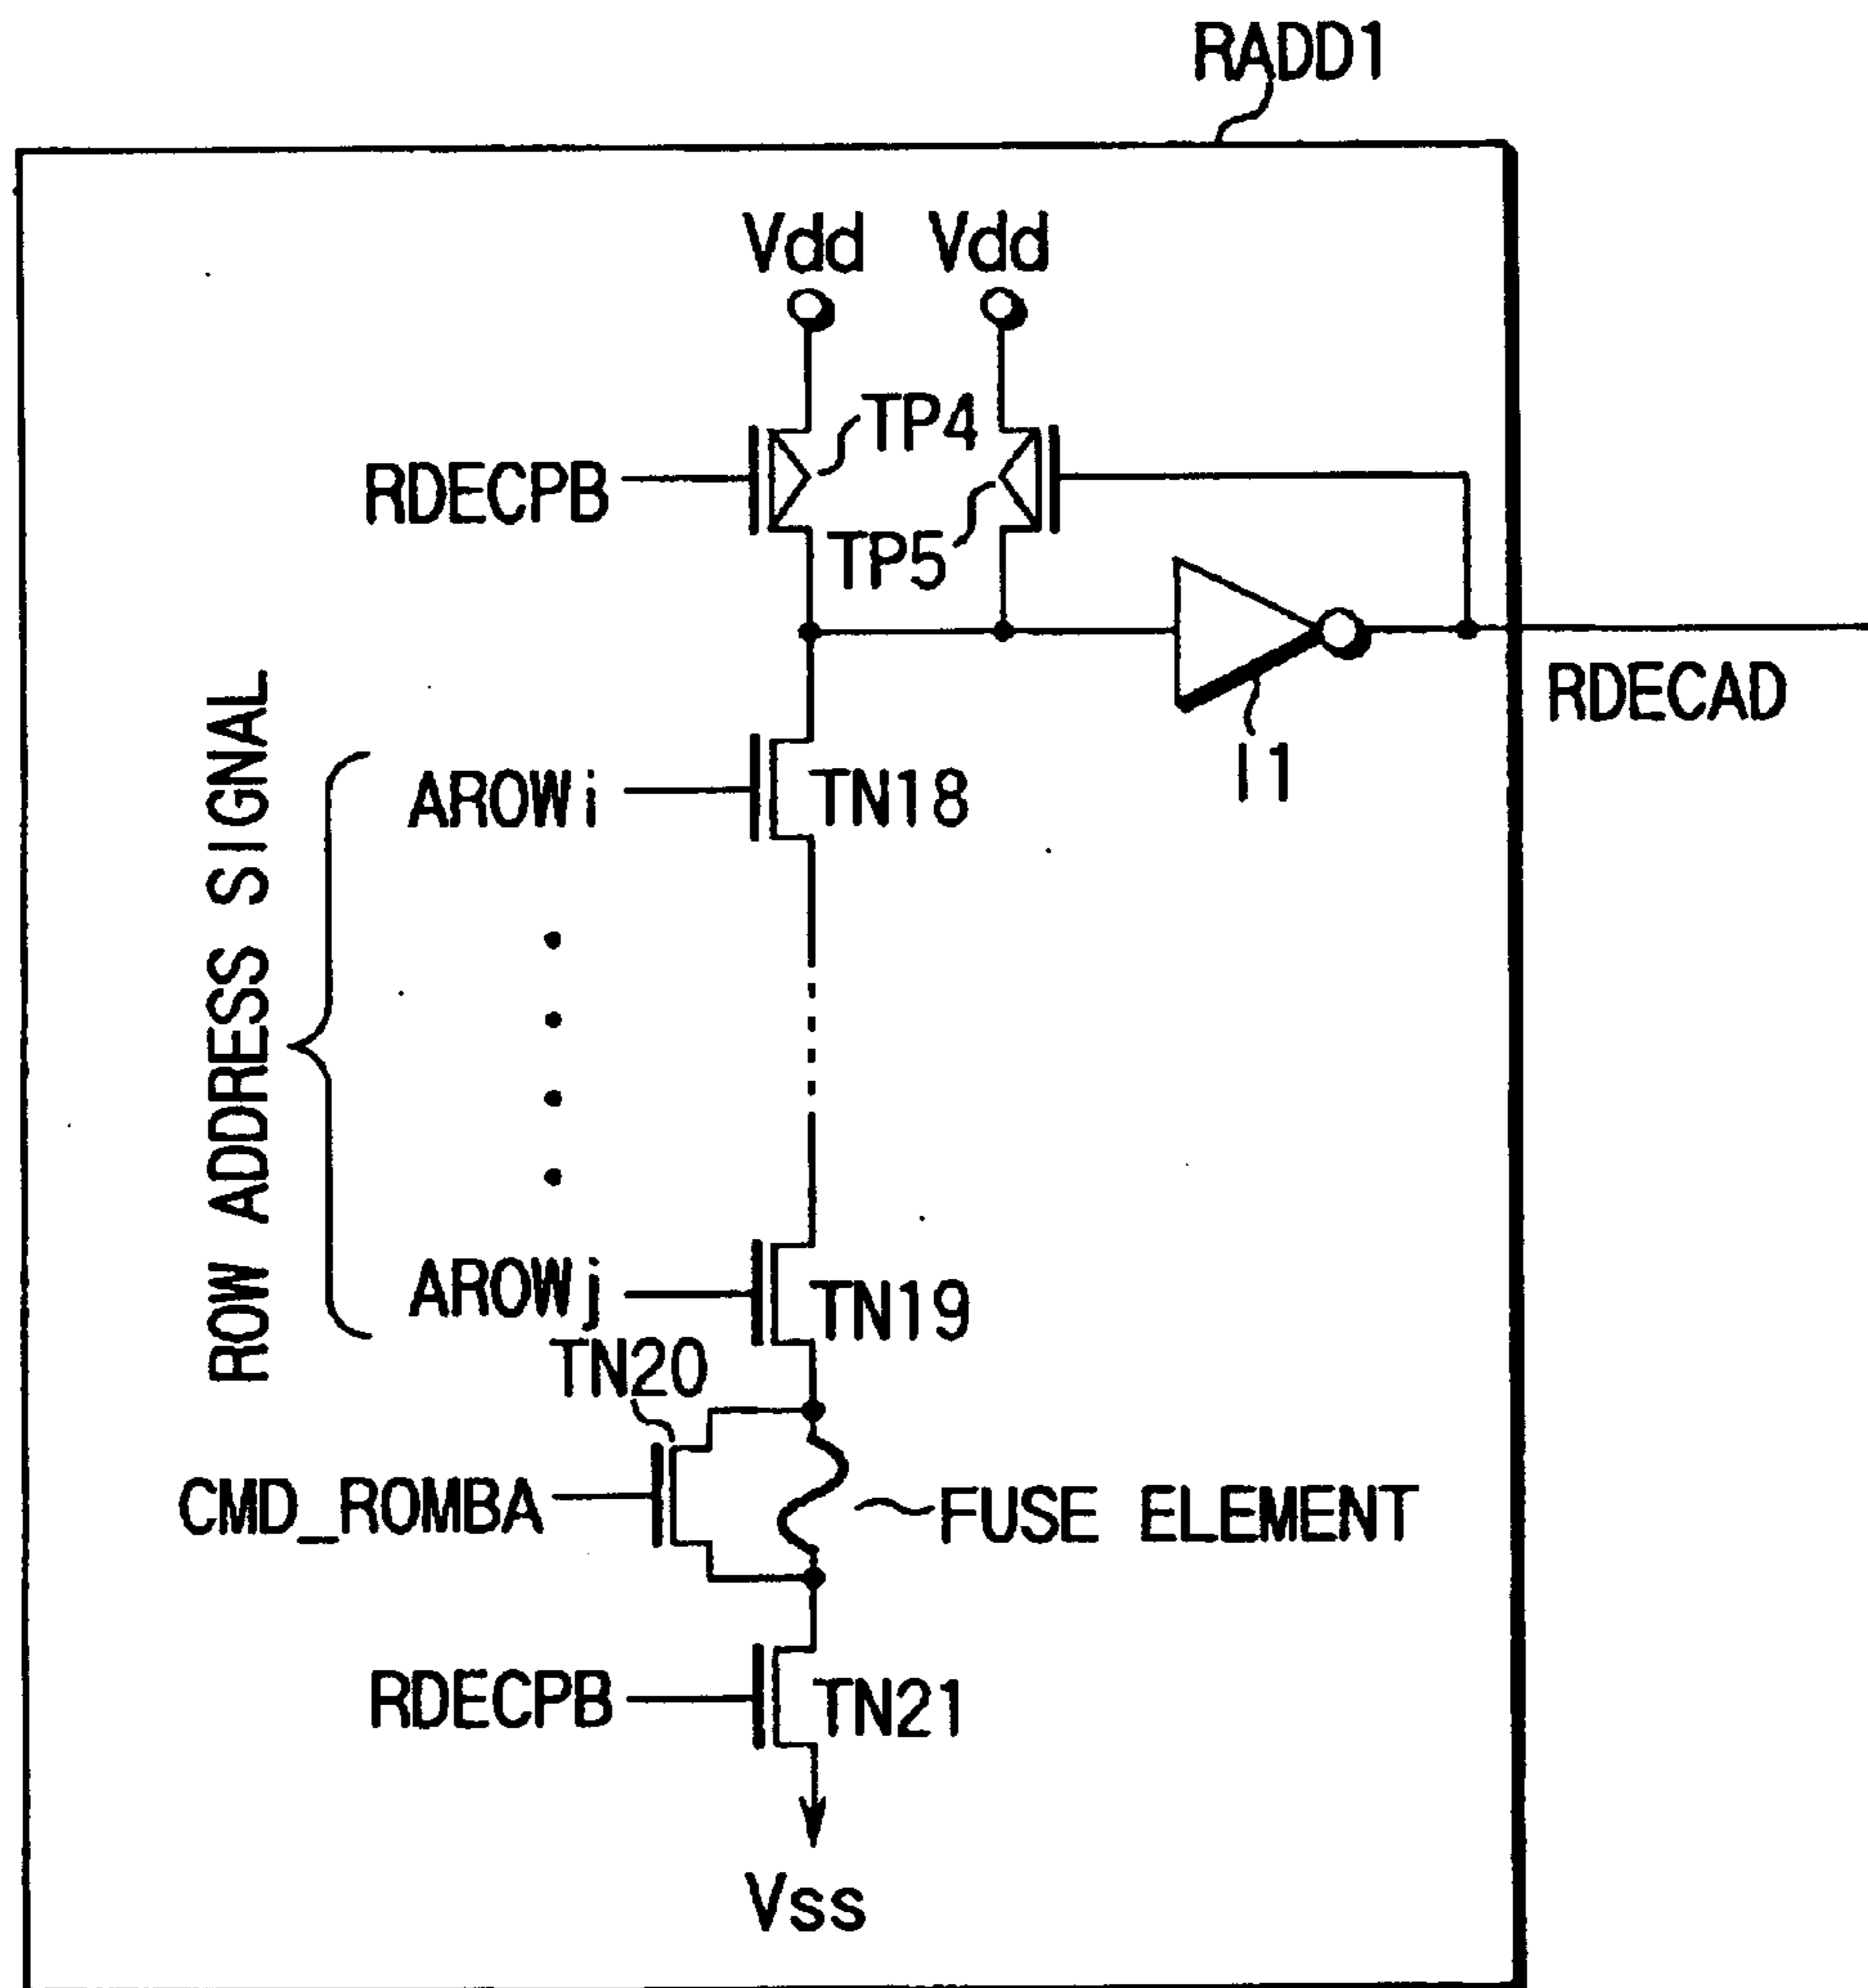 RADD1
Vdd Vdd
TP4
RDECPB
TP5
RDECAD
I1
ROW ADDRESS SIGNAL
AROWi
TN18
AROWj
TN19
TN20
CMD_ROMBA
FUSE ELEMENT
RDECPB
TN21
Vss